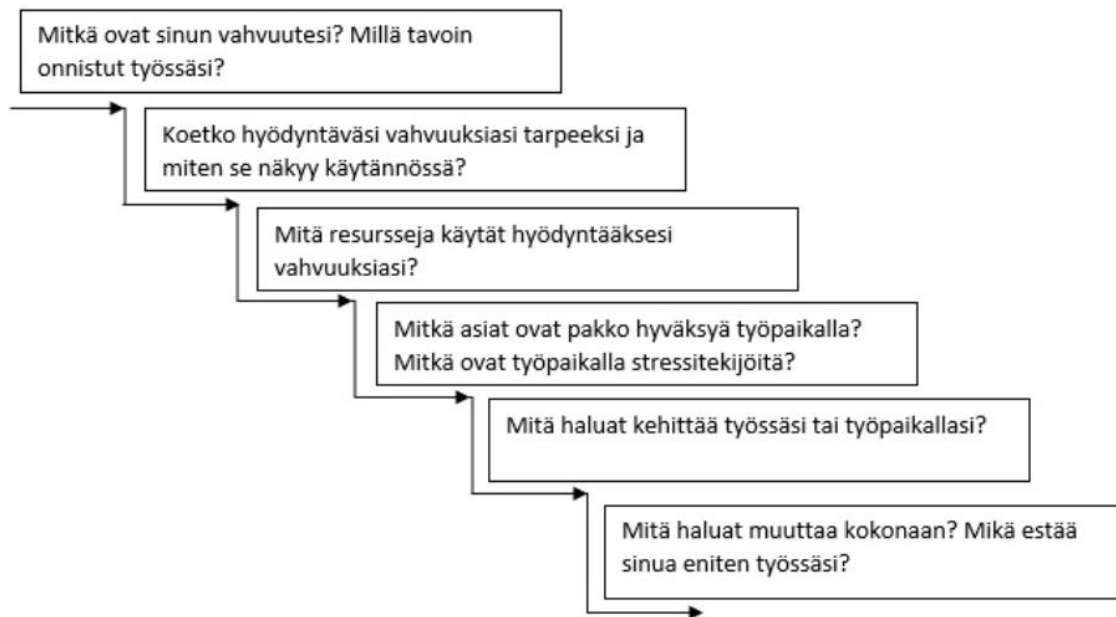 Mitkä ovat sinun vahvuutesi? Millä tavoin
onnistut työssäsi?
Koetko hyödyntäväsi vahvuuksiasi tarpeeksi ja
miten se näkyy käytännössä?
Mitä resursseja käytät hyödyntääksesi
vahvuuksiasi?
Mitkä asiat ovat pakko hyväksyä työpaikalla?
Mitkä ovat työpaikalla stressitekijöitä?
Mitä haluat kehittää työssäsi tai työpaikallasi?
Mitä haluat muuttaa kokonaan? Mikä estää
sinua eniten työssäsi?